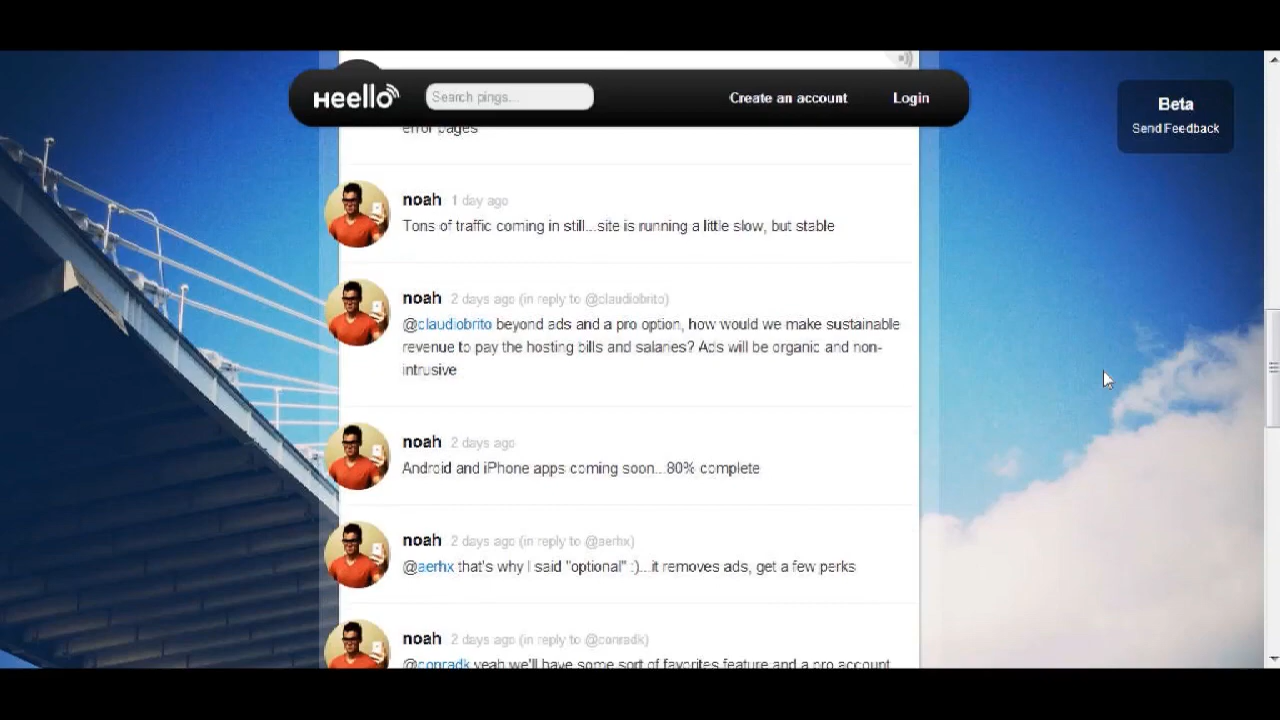 Heello
Search pings...
Create an account
Login
Beta
Send Feedback
error pages
noah 1 day ago
Tons of traffic coming in still...site is running a little slow, but stable
noah 2 days ago (in reply to @claudiobrito)
@claudiobrito beyond ads and a pro option, how would we make sustainable
revenue to pay the hosting bills and salaries? Ads will be organic and non-
intrusive
noah 2 days ago
Android and iPhone apps coming soon...80% complete
noah 2 days ago (in reply to @aerhx)
@aerhx that's why I said "optional" :)...it removes ads, get a few perks
noah 2 days ago (in reply to @conradk)
@conradk yeah we'll have some sort of favorites feature and a pro account